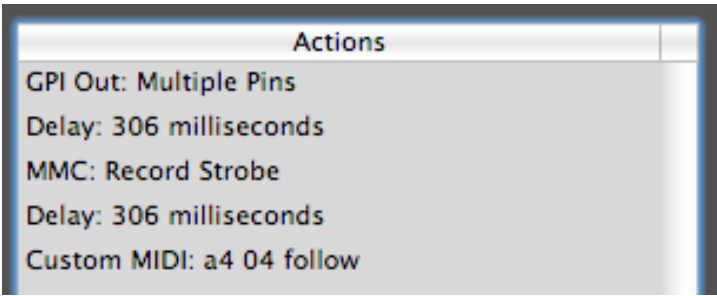 Actions
GPI Out: Multiple Pins
Delay: 306 milliseconds
MMC: Record Strobe
Delay: 306 milliseconds
Custom MIDI: a4 04 follow